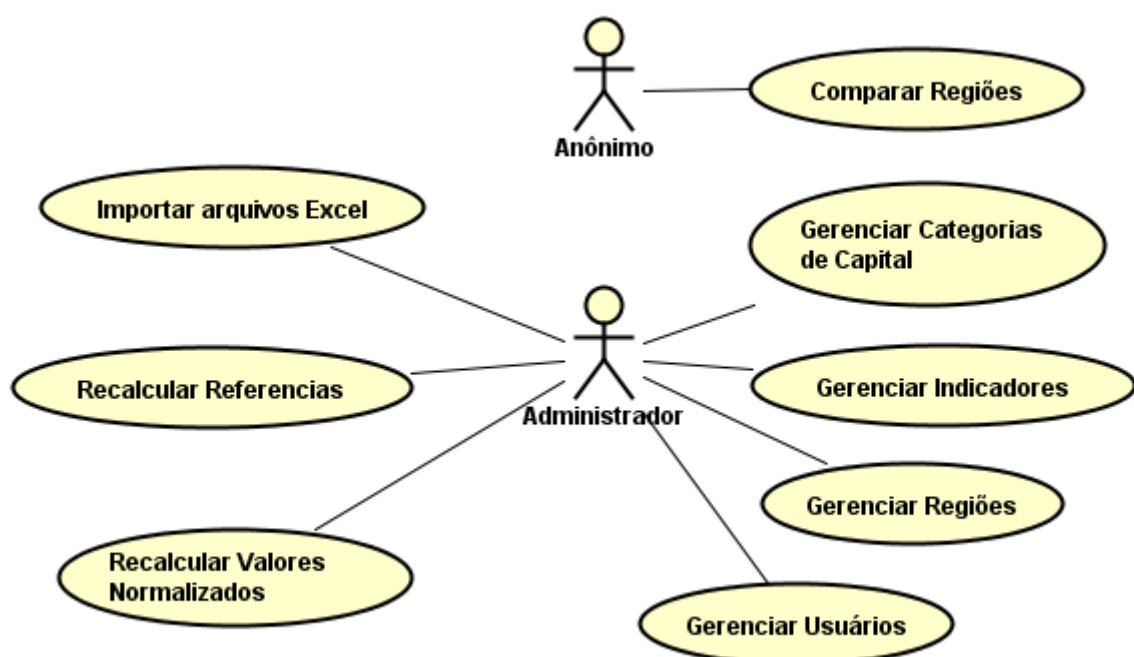 Comparar Regiões
Anônimo
Importar arquivos Excel
Gerenciar Categorias
de Capital
Recalcular Referencias
Administrador
Gerenciar Indicadores
Gerenciar Regiões
Recalcular Valores
Normalizados
Gerenciar Usuários